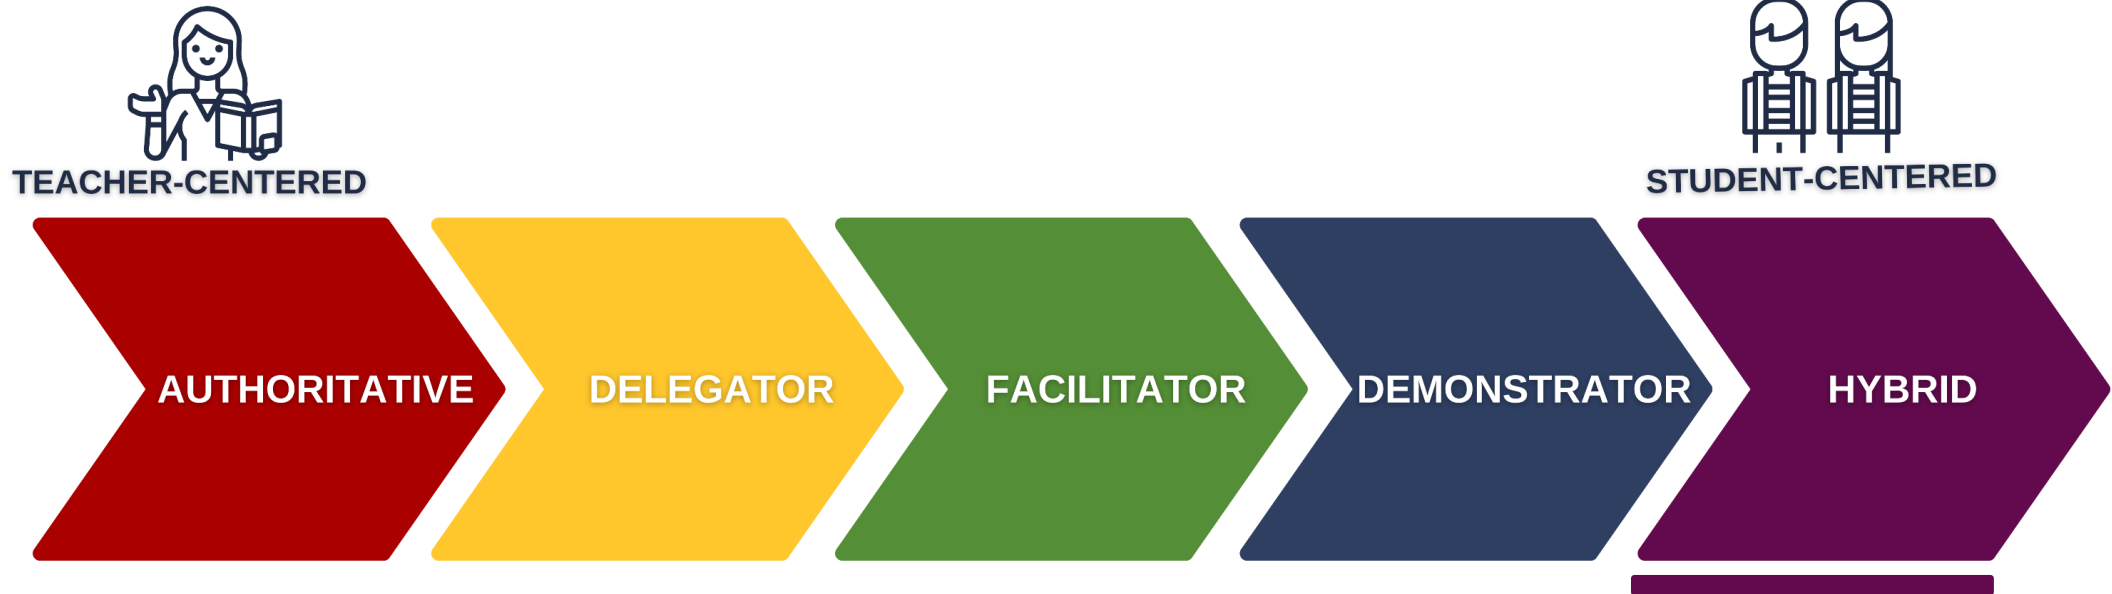 TEACHER-CENTERED
STUDENT-CENTERED
AUTHORITATIVE
DELEGATOR
FACILITATOR
DEMONSTRATOR
HYBRID